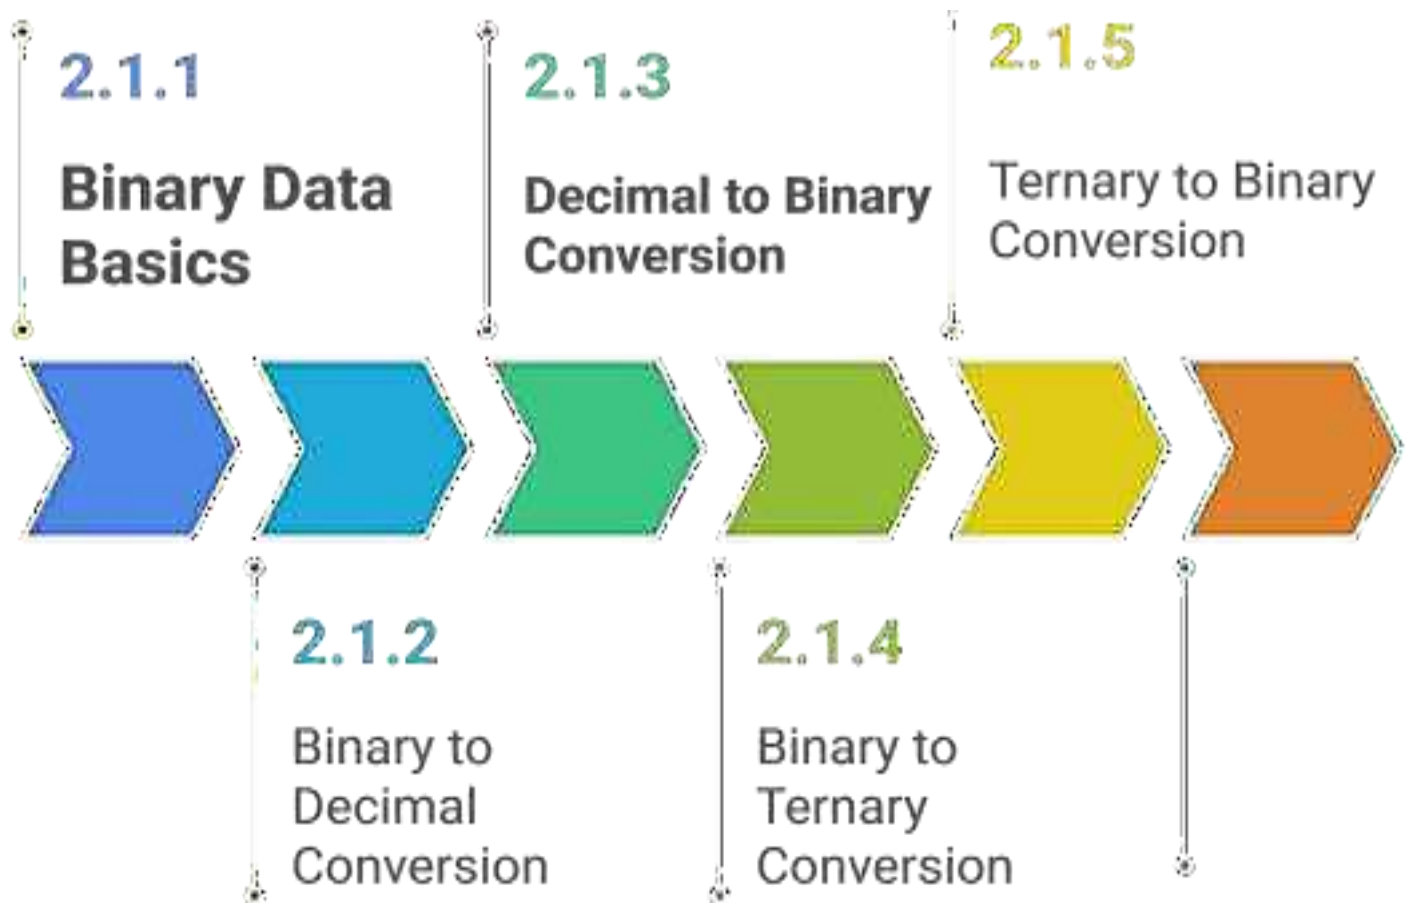 2.1.1
Binary Data
Basics
2.1.2
Binary to
Decimal
Conversion
2.1.3
Decimal to Binary
Conversion
2.1.4
Binary to
Ternary
Conversion
2.1.5
Ternary to Binary
Conversion